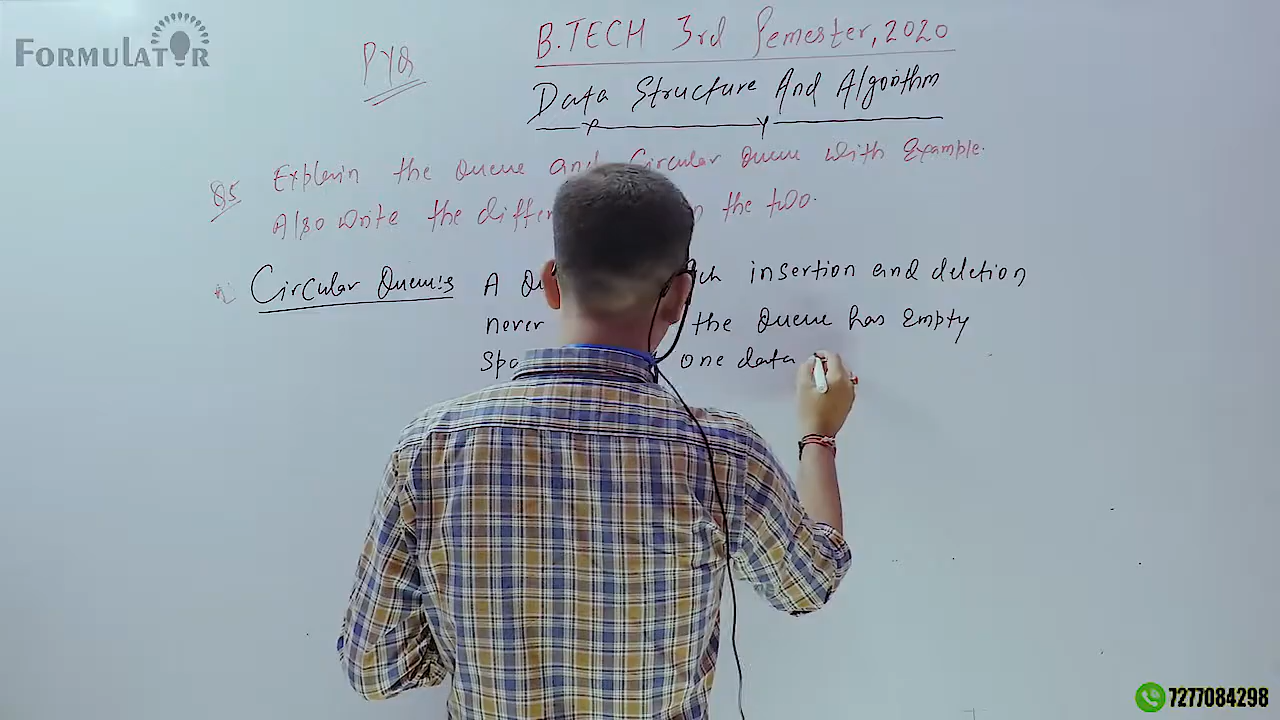 FORMULATOR
PYQ
B.TECH 3rd Semester, 2020
Data Structure And Algorithm
Q5 Explain the Queue and Circular Queue with Example.
Also write the differ the two.
Circular Queue:s A insertion and deletion
never the Queue has empty
Spa one data
7277084298